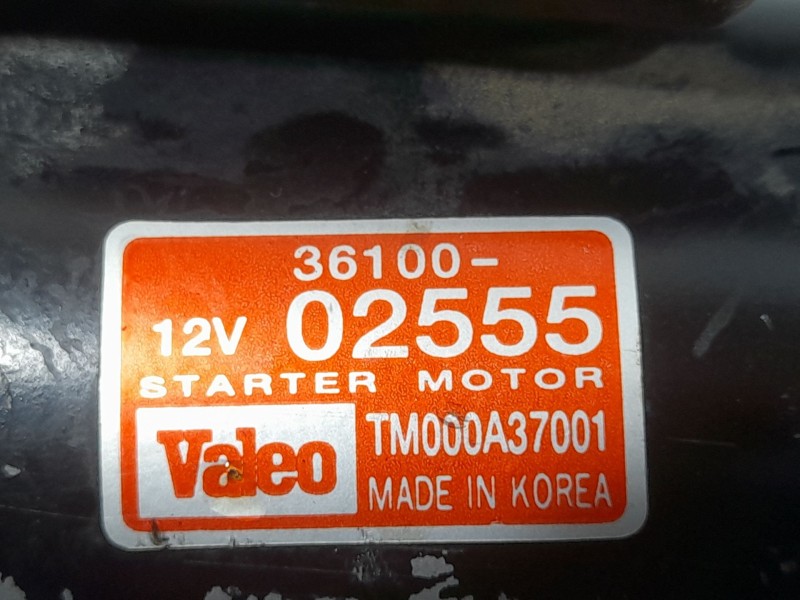 36100-
12V 02555
STARTER MOTOR
Valeo TM000A37001
MADE IN KOREA